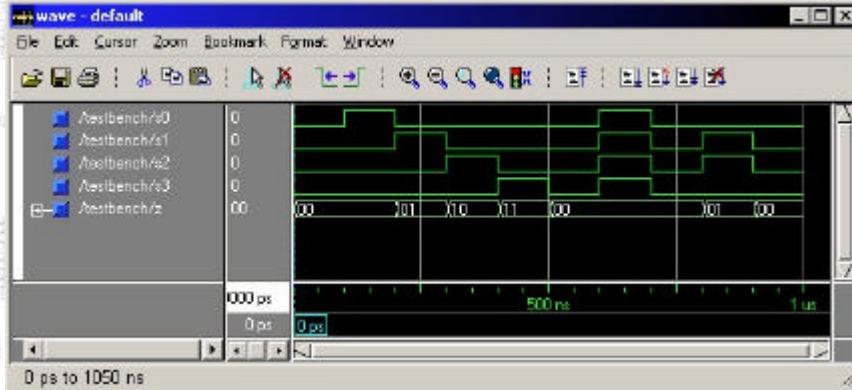 wave - default
File Edit Cursor Zoom Bookmark Format Window
/testbench/s0 0
/testbench/s1 0
/testbench/s2 0
/testbench/s3 0
/testbench/z 00 00 01 10 11 00 01 00
000 ps 500 ns 1 us
0 ps 0 ps
0 ps to 1050 ns